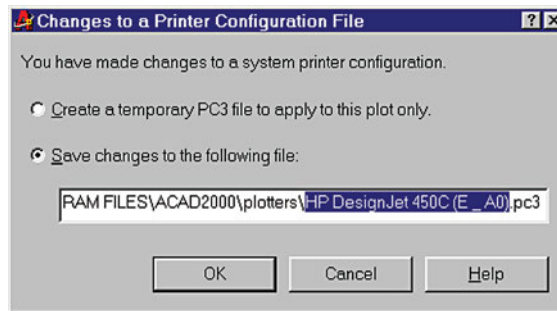 Changes to a Printer Configuration File
You have made changes to a system printer configuration.
Create a temporary PC3 file to apply to this plot only.
Save changes to the following file:
RAM FILES\ACAD2000\plotters\HP DesignJet 450C (E _ A0).pc3
OK Cancel Help